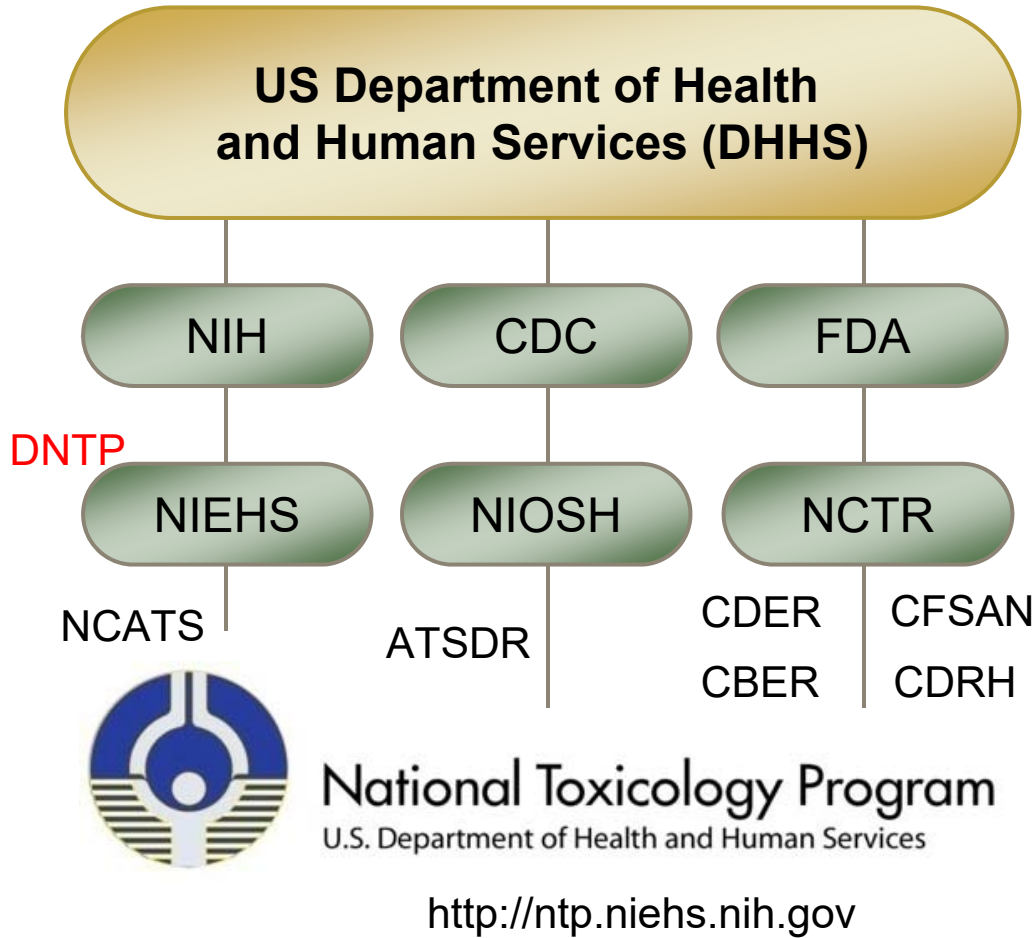 US Department of Health
and Human Services (DHHS)
NIH
CDC
FDA
DNTP
NIEHS
NIOSH
NCTR
NCATS
ATSDR
CDER
CFSAN
CBER
CDRH
National Toxicology Program
U.S. Department of Health and Human Services
http://ntp.niehs.nih.gov